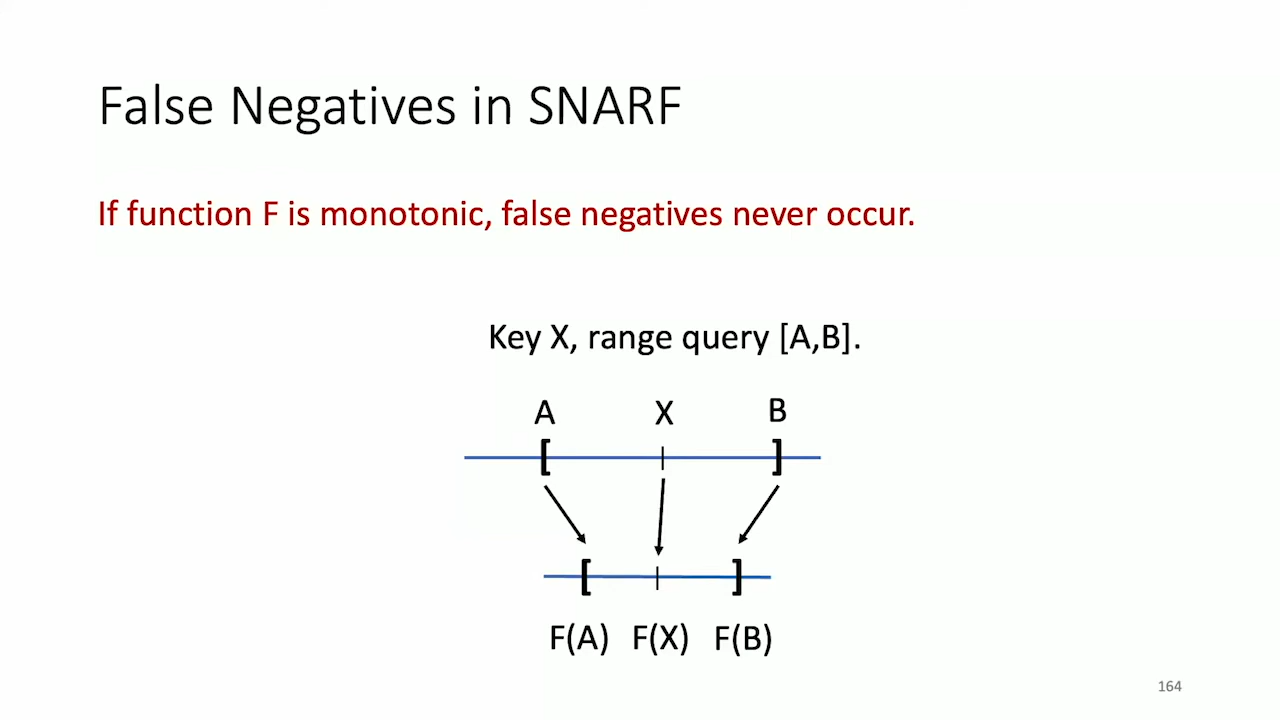 False Negatives in SNARF
If function F is monotonic, false negatives never occur.
Key X, range query [A,B].
A X B
[ ]
[ ]
F(A) F(X) F(B)
164